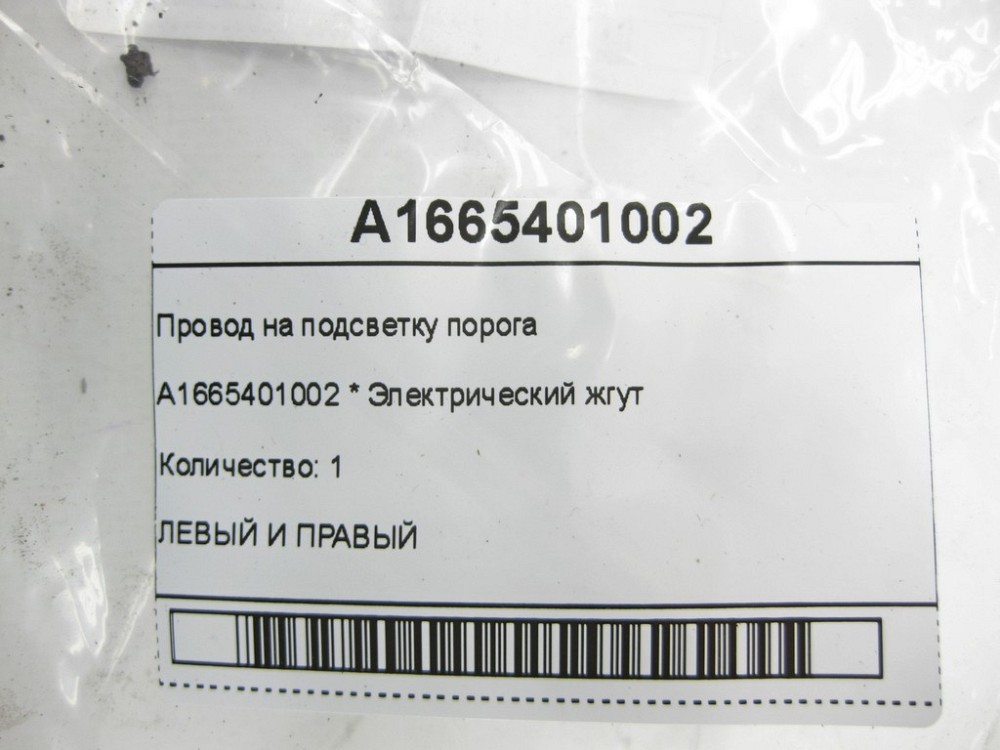 A1665401002
Провод на подсветку порога
A1665401002 * Электрический жгут
Количество: 1
ЛЕВЫЙ И ПРАВЫЙ